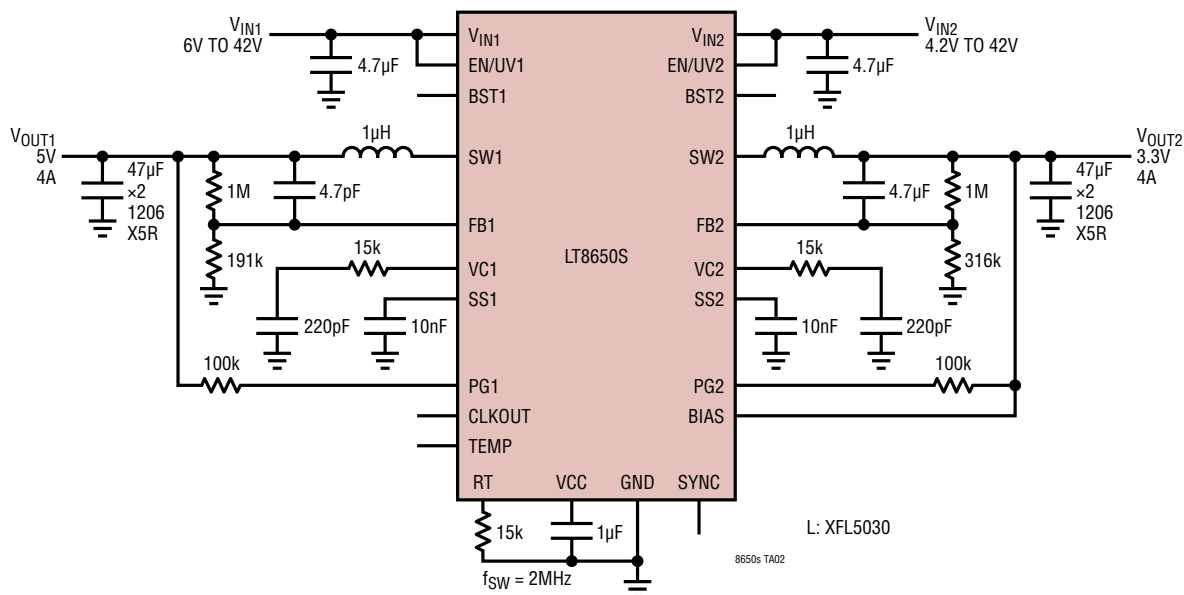 VIN1
6V TO 42V
4.7µF
VIN1
EN/UV1
BST1
VIN2
EN/UV2
BST2
4.7µF
VIN2
4.2V TO 42V
VOUT1
5V
4A
47µF
×2
1206
X5R
1M
191k
4.7pF
1µH
SW1
FB1
15k
VC1
SS1
220pF
10nF
100k
PG1
CLKOUT
TEMP
LT8650S
SW2
1µH
FB2
4.7µF
1M
316k
VOUT2
3.3V
4A
47µF
×2
1206
X5R
VC2
15k
SS2
10nF
220pF
PG2
100k
BIAS
RT
VCC
GND
SYNC
15k
1µF
fSW = 2MHz
L: XFL5030
8650s TA02